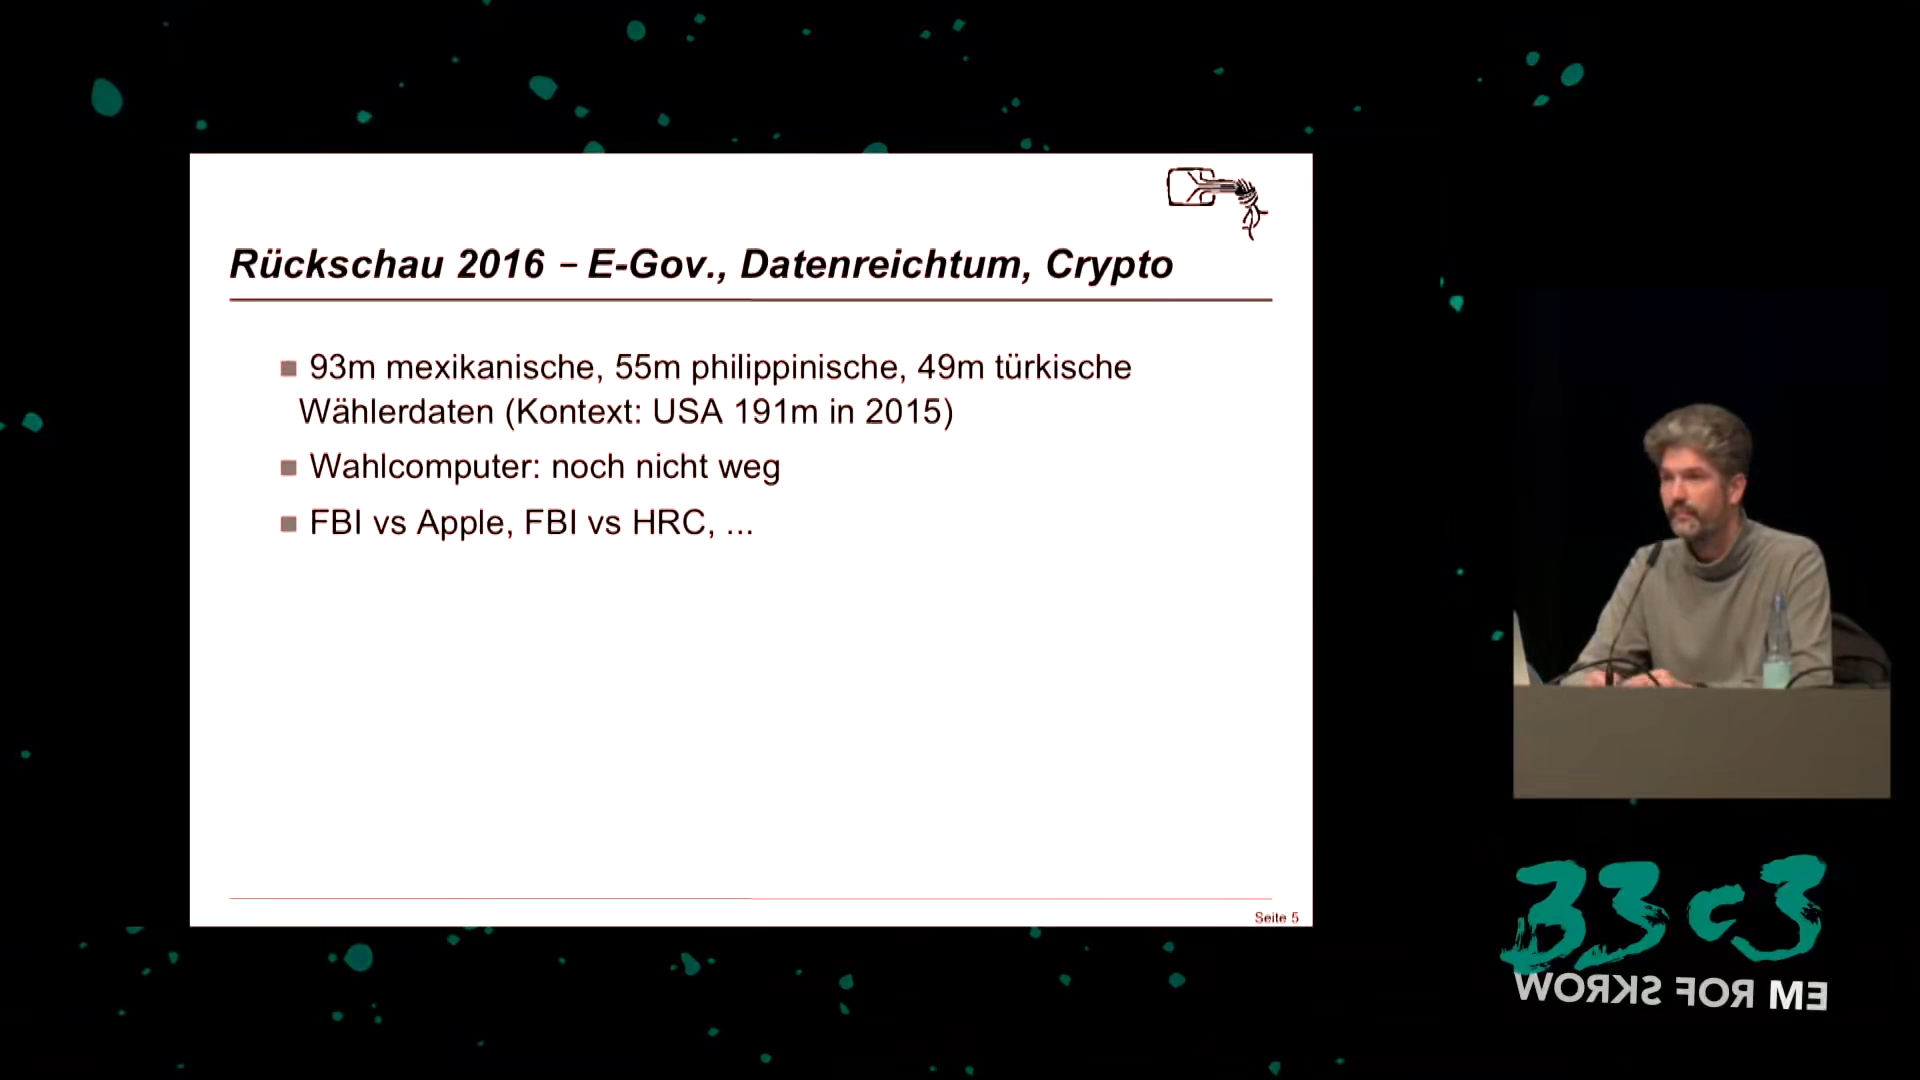 Rückschau 2016 – E-Gov., Datenreichtum, Crypto
93m mexikanische, 55m philippinische, 49m türkische
Wählerdaten (Kontext: USA 191m in 2015)
Wahlcomputer: noch nicht weg
FBI vs Apple, FBI vs HRC, ...
Seite 5
33c3
WORKS FOR ME